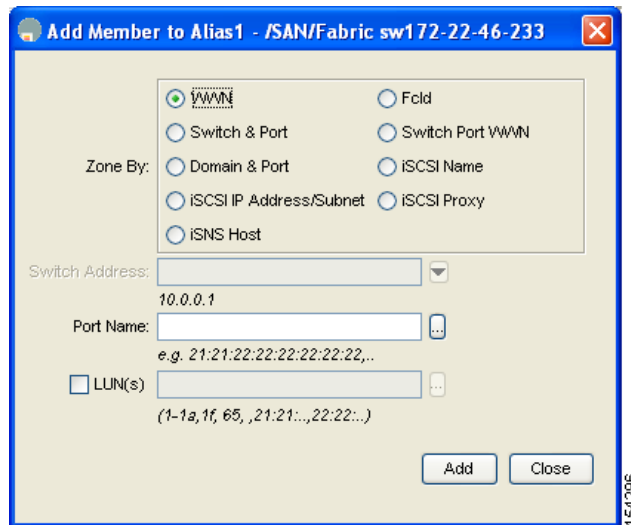 Add Member to Alias1 - /SAN/Fabric sw172-22-46-233
Zone By:
WWN
FcId
Switch & Port
Switch Port WWN
Domain & Port
iSCSI Name
iSCSI IP Address/Subnet
iSCSI Proxy
iSNS Host
Switch Address:
10.0.0.1
Port Name:
...
e.g. 21:21:22:22:22:22:22:22,..
LUN(s)
...
(1-1a,1f, 65, ,21:21:..,22:22:..)
Add
Close
154296